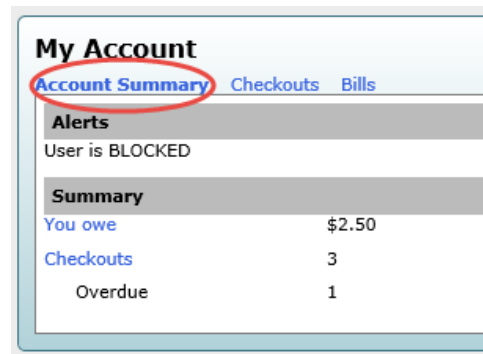 My Account
Account Summary Checkouts Bills
Alerts
User is BLOCKED
Summary
You owe $2.50
Checkouts 3
Overdue 1